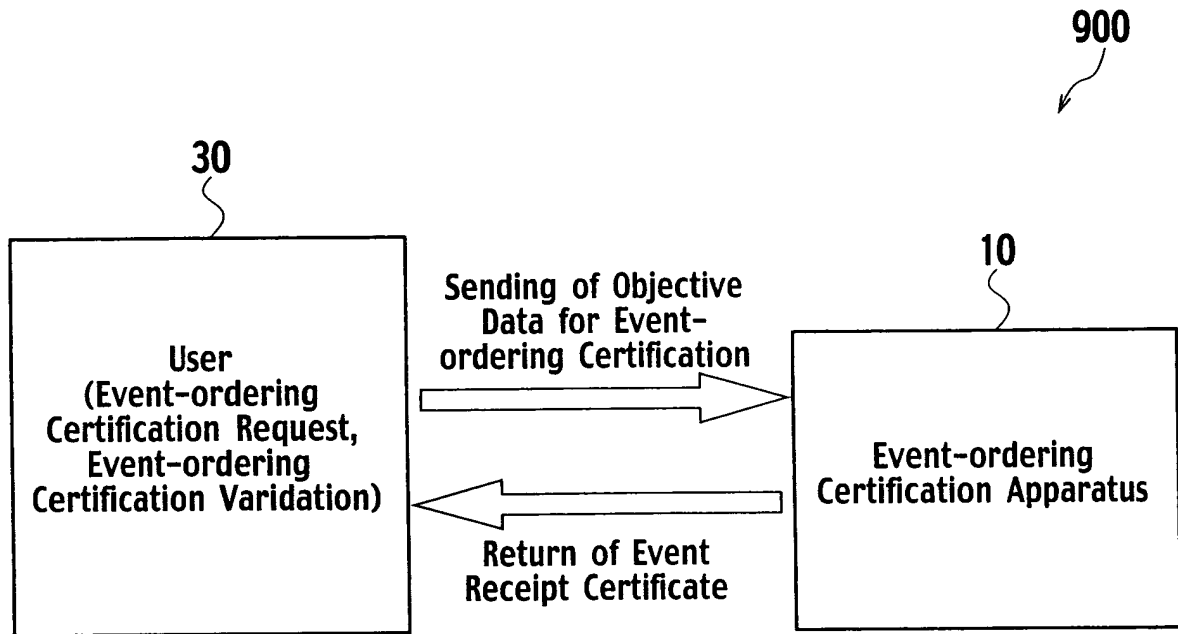 900
30
User
(Event-ordering
Certification Request,
Event-ordering
Certification Varidation)
Sending of Objective
Data for Event-
ordering Certification
Return of Event
Receipt Certificate
10
Event-ordering
Certification Apparatus